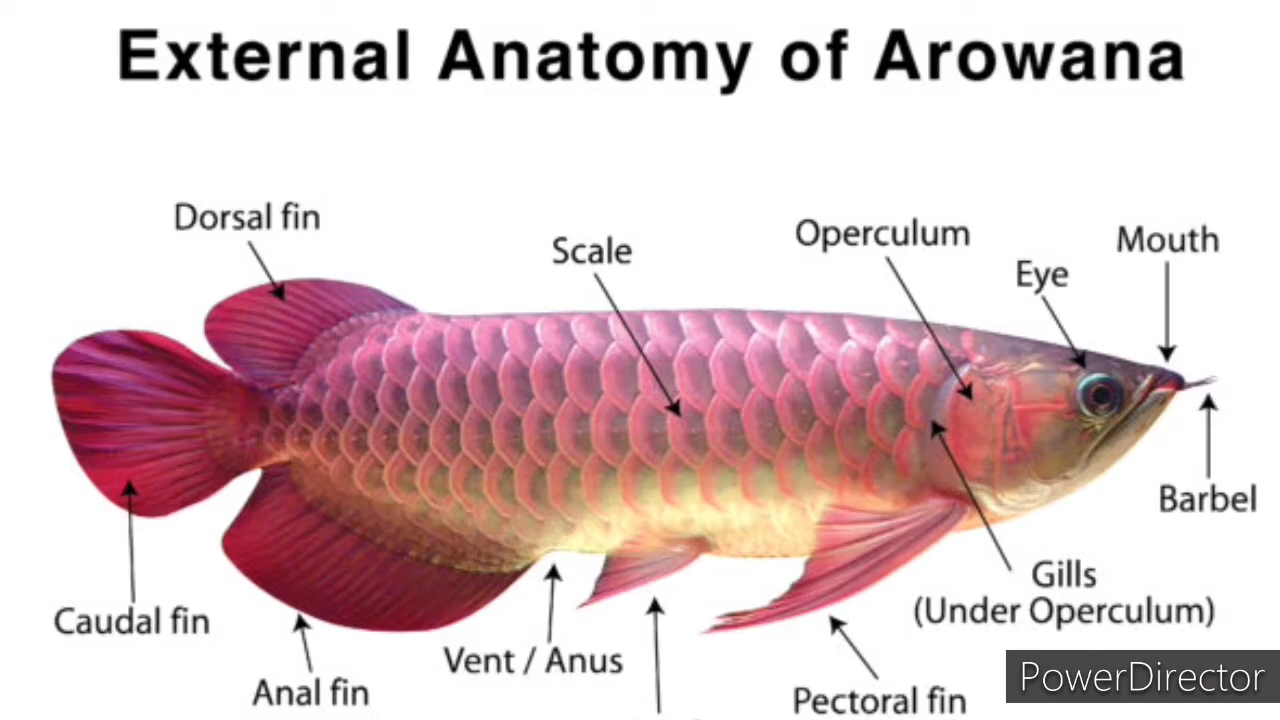 External Anatomy of Arowana
Dorsal fin
Scale
Operculum
Mouth
Eye
Barbel
Gills
(Under Operculum)
Caudal fin
Vent / Anus
Anal fin
Pectoral fin
PowerDirector